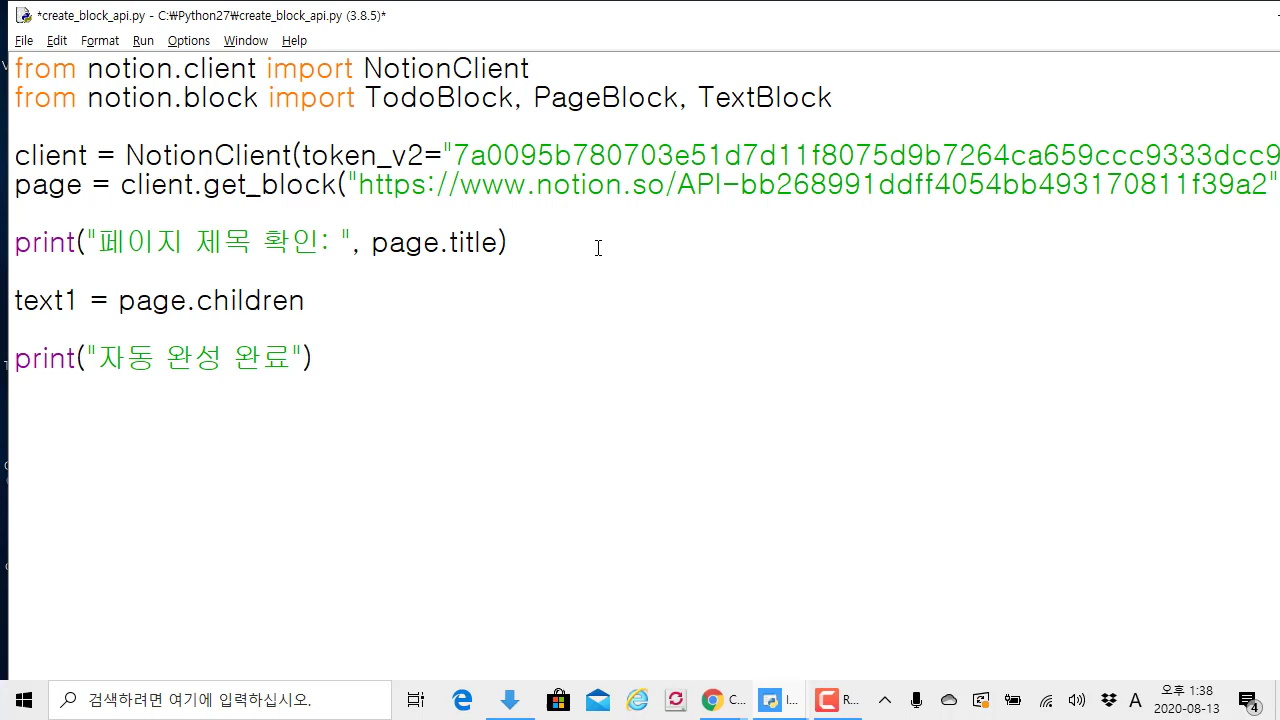 *create_block_api.py - C:₩Python27₩create_block_api.py (3.8.5)*
File Edit Format Run Options Window Help
from notion.client import NotionClient
from notion.block import TodoBlock, PageBlock, TextBlock
client = NotionClient(token_v2="7a0095b780703e51d7d11f8075d9b7264ca659ccc9333dcc9
page = client.get_block("https://www.notion.so/API-bb268991ddff4054bb493170811f39a2"
print("페이지 제목 확인: ", page.title)
text1 = page.children
print("자동 완성 완료")
검색하려면 여기에 입력하십시오.
C... I... R... A
오후 1:38
2020-08-13
4